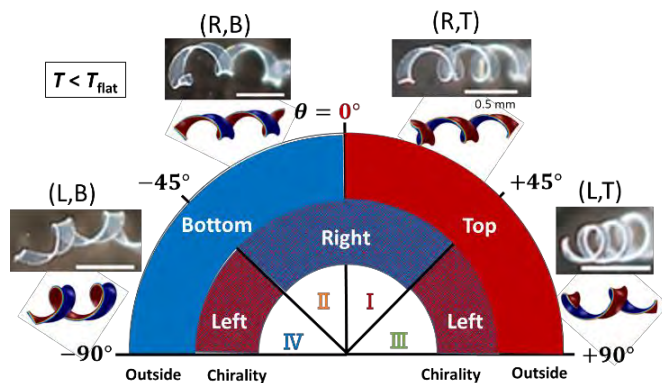 (R,B)
(R,T)
T < T_flat
0.5 mm
θ = 0°
−45°
+45°
(L,B)
(L,T)
Bottom
Top
Right
Left
II
I
Left
IV
III
−90°
+90°
Outside
Chirality
Chirality
Outside